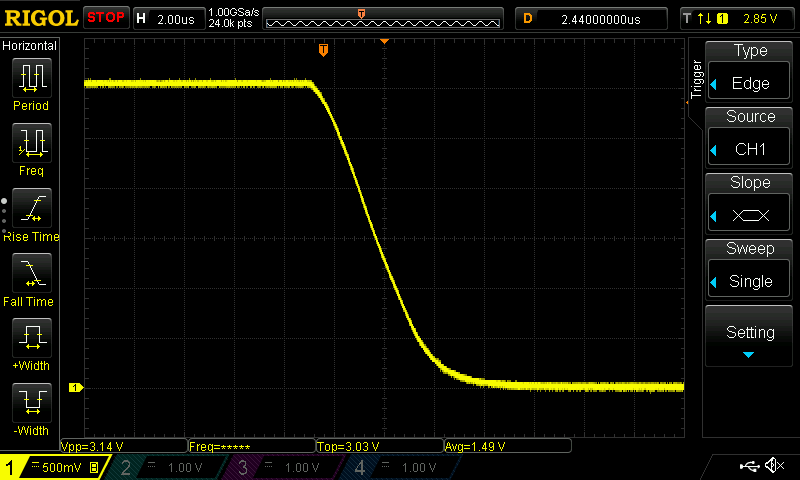 RIGOL STOP H 2.00us 1.00GSa/s 24.0k pts T D 2.44000000us T 1 2.85 V
Horizontal
Period
Freq
Rise Time
Fall Time
+Width
-Width
T
1
Trigger
Type
Edge
Source
CH1
Slope
Sweep
Single
Setting
Vpp=3.14 V Freq=***** Top=3.03 V Avg=1.49 V
1 500mV B 2 1.00 V 3 1.00 V 4 1.00 V